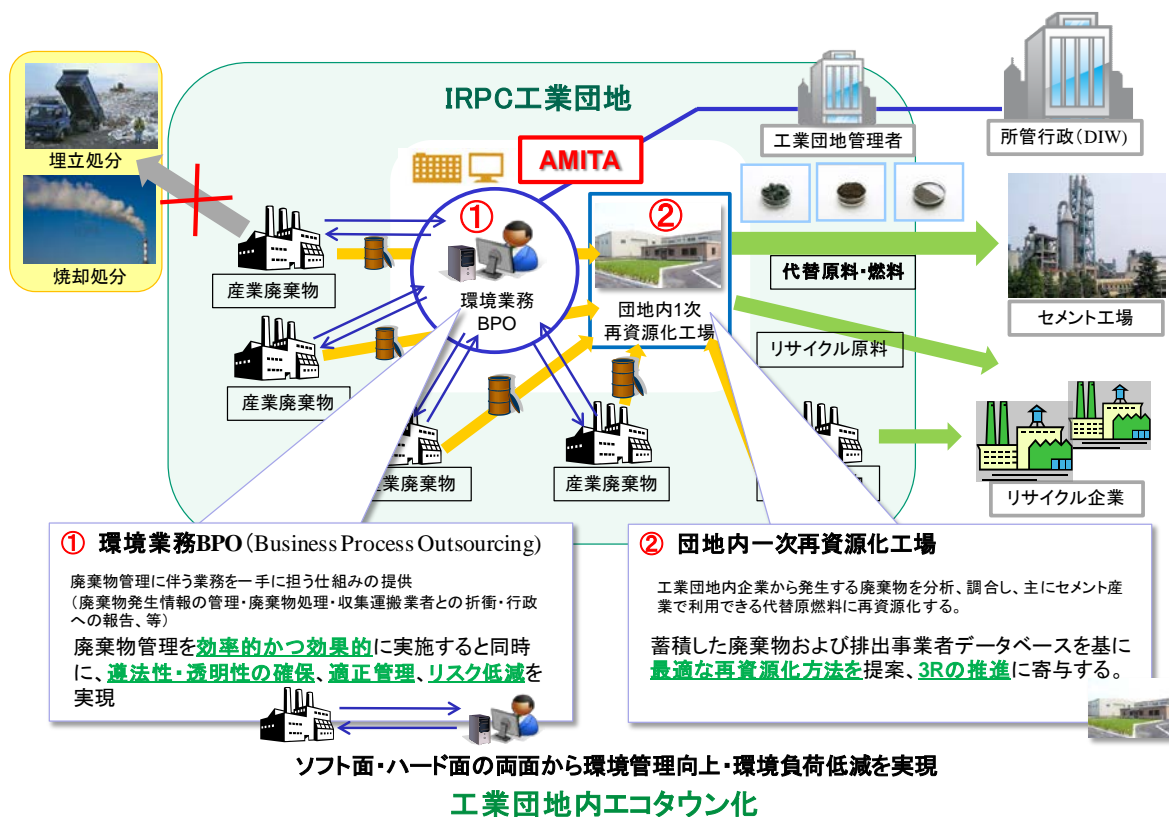 IRPC工業団地
埋立処分
焼却処分
工業団地管理者
所管行政(DIW)
AMITA
①
②
産業廃棄物
環境業務
BPO
団地内1次
再資源化工場
代替原料・燃料
セメント工場
リサイクル原料
産業廃棄物
産業廃棄物
産業廃棄物
リサイクル企業
① 環境業務BPO(Business Process Outsourcing)
廃棄物管理に伴う業務を一手に担う仕組みの提供
(廃棄物発生情報の管理・廃棄物処理・収集運搬業者との折衝・行政
への報告、等)
廃棄物管理を効率的かつ効果的に実施すると同時
に、遵法性・透明性の確保、適正管理、リスク低減を
実現
② 団地内一次再資源化工場
工業団地内企業から発生する廃棄物を分析、調合し、主にセメント産
業で利用できる代替原燃料に再資源化する。
蓄積した廃棄物および排出事業者データベースを基に
最適な再資源化方法を提案、3Rの推進に寄与する。
ソフト面・ハード面の両面から環境管理向上・環境負荷低減を実現
工業団地内エコタウン化